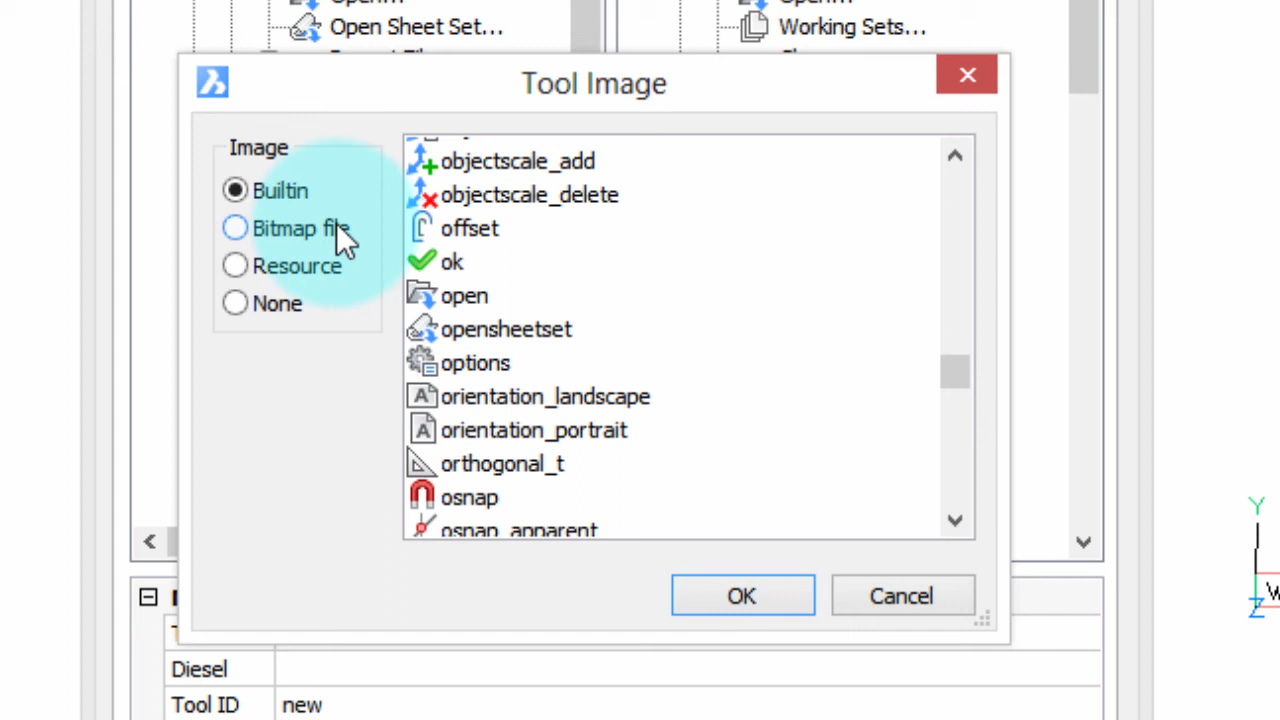 Open Sheet Set...
Working Sets...
Tool Image
Image
Builtin
Bitmap file
Resource
None
objectscale_add
objectscale_delete
offset
ok
open
opensheetset
options
orientation_landscape
orientation_portrait
orthogonal_t
osnap
osnap_apparent
OK
Cancel
Diesel
Tool ID
new
Y
W
Z